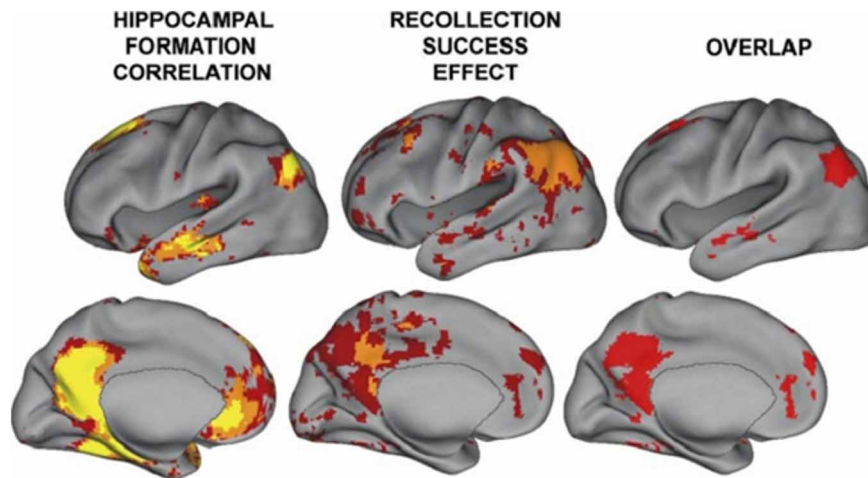 HIPPOCAMPAL
FORMATION
CORRELATION
RECOLLECTION
SUCCESS
EFFECT
OVERLAP